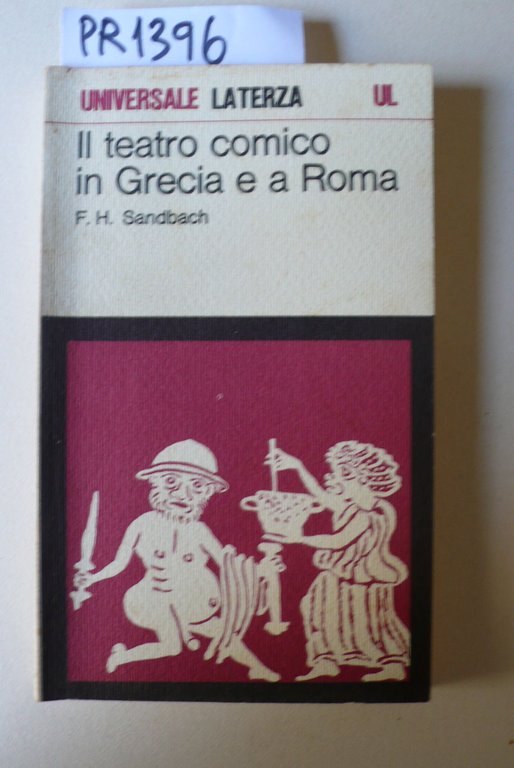 PR1396
UNIVERSALE LATERZA UL
Il teatro comico
in Grecia e a Roma
F. H. Sandbach